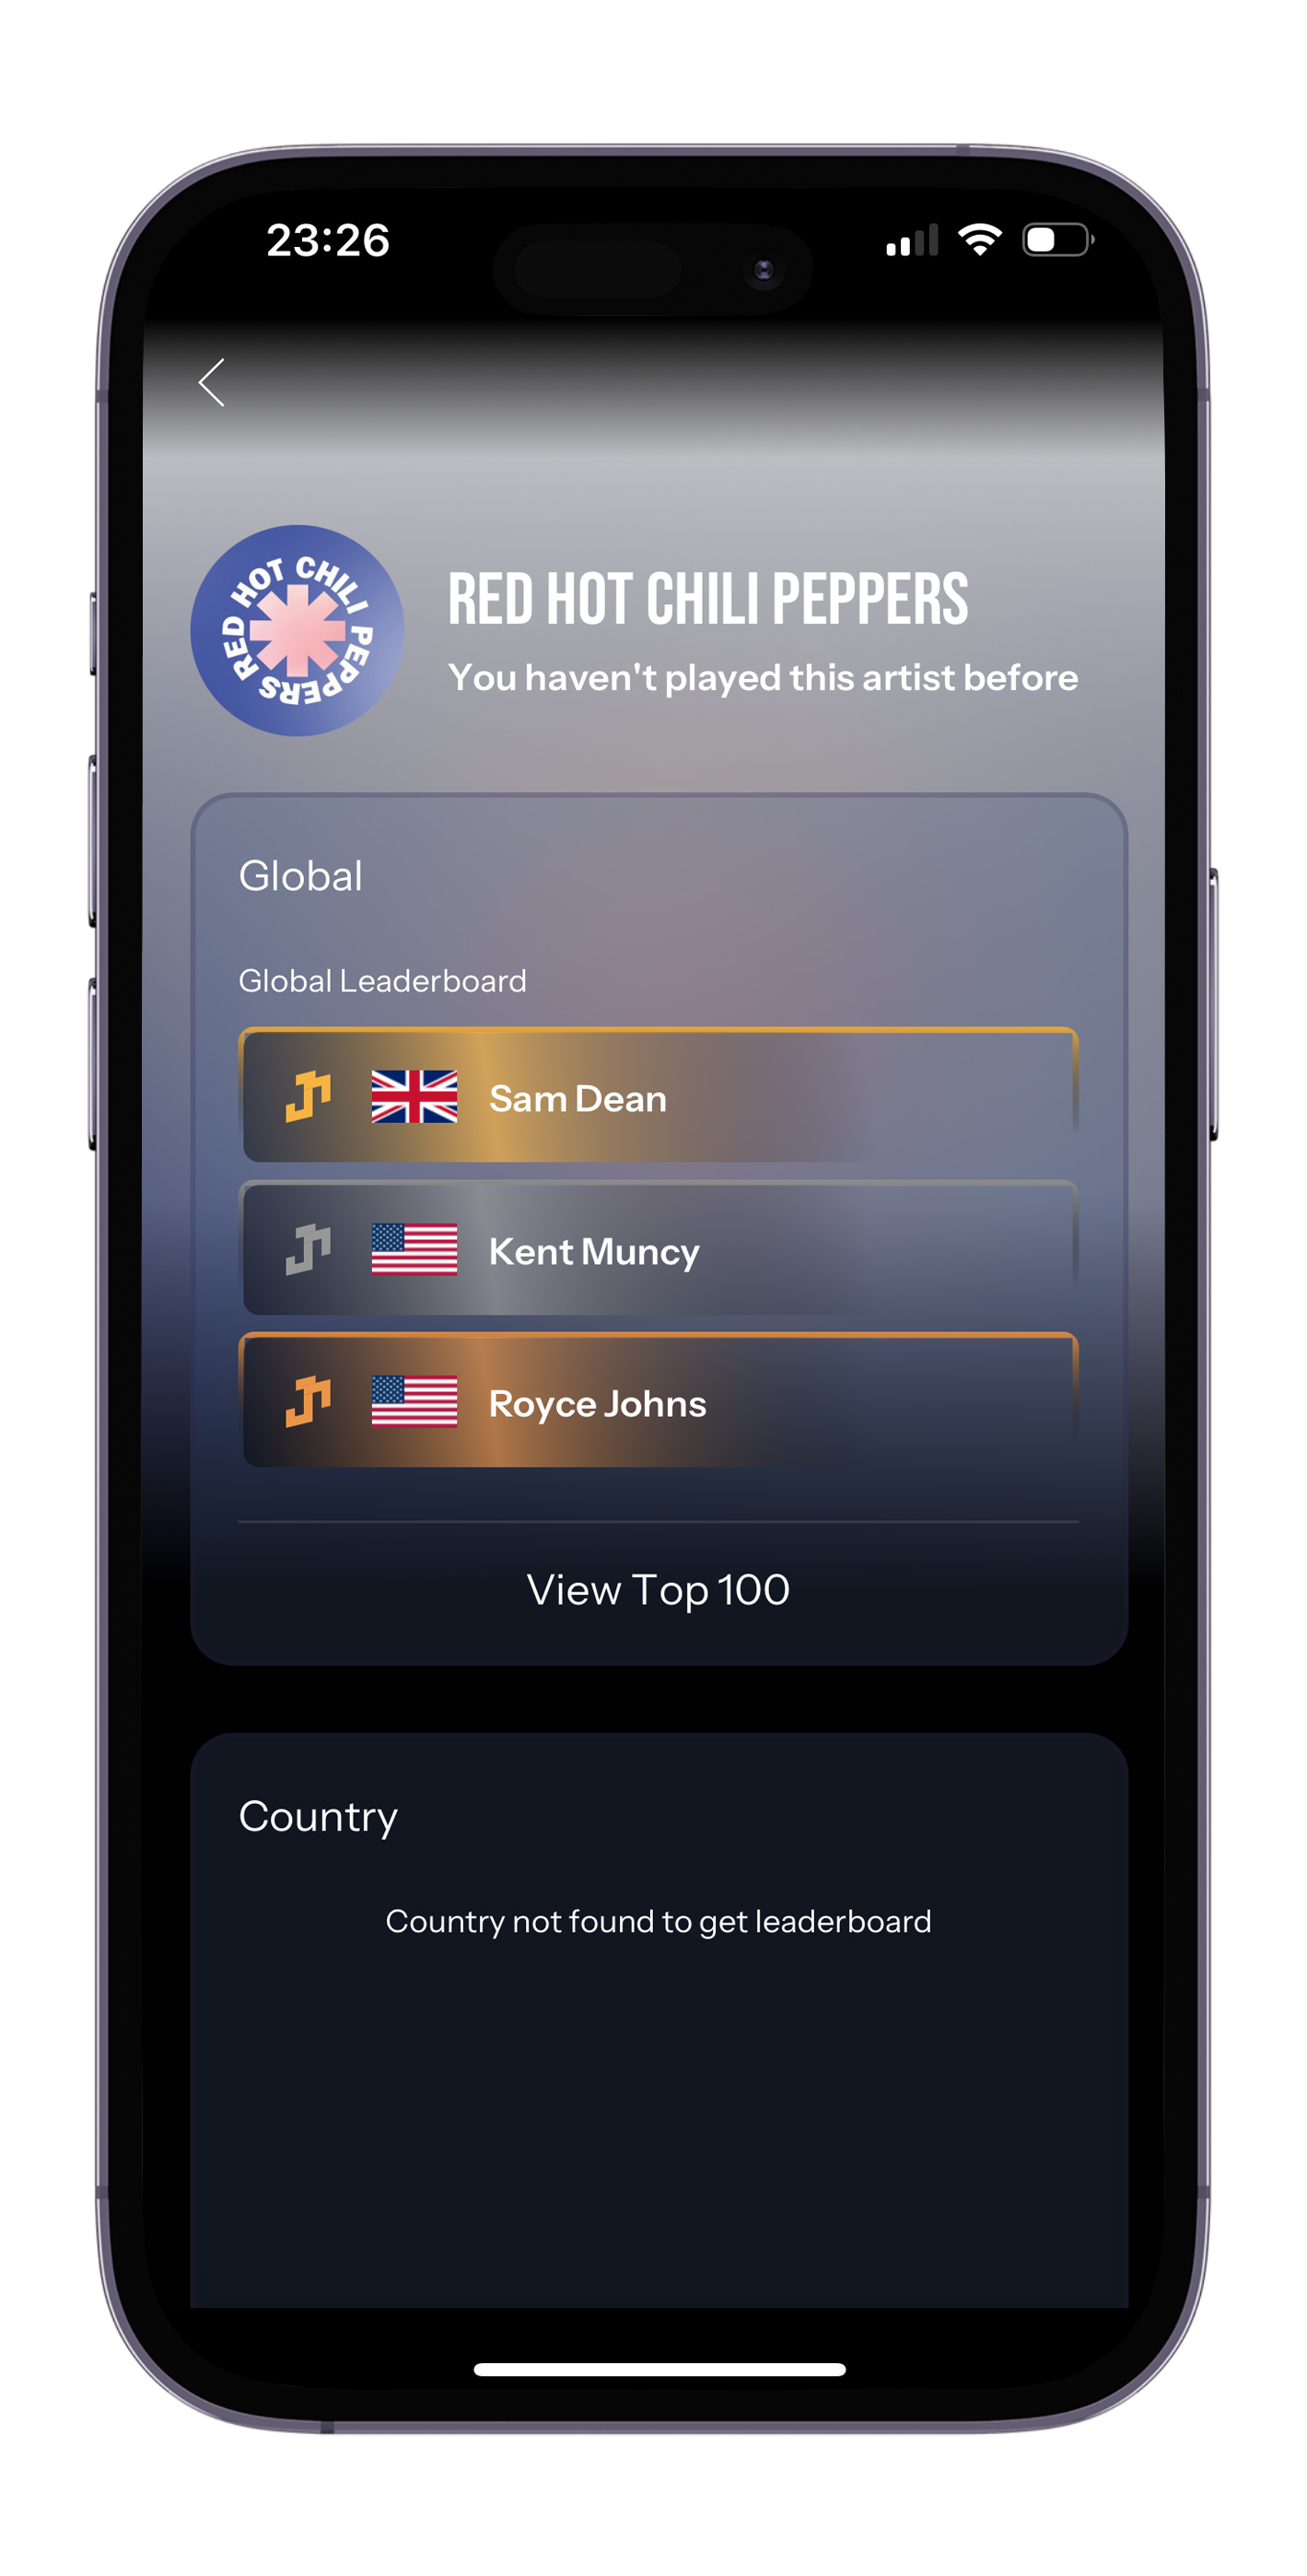 23:26
RED HOT CHILI PEPPERS
RED HOT CHILI PEPPERS
You haven't played this artist before
Global
Global Leaderboard
Sam Dean
Kent Muncy
Royce Johns
View Top 100
Country
Country not found to get leaderboard